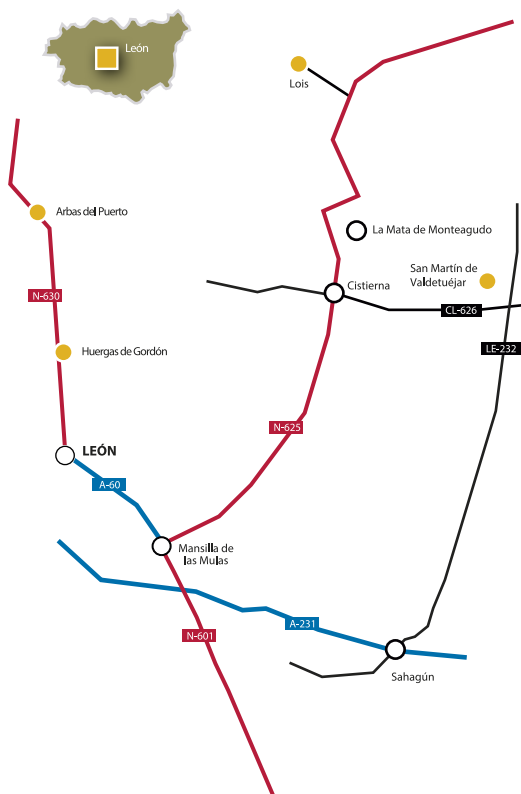 León
Lois
Arbas del Puerto
La Mata de Monteagudo
San Martín de
Valdetuéjar
Cistierna
N-630
CL-626
LE-232
Huergas de Gordón
N-625
LEÓN
A-60
Mansilla de
las Mulas
A-231
N-601
Sahagún